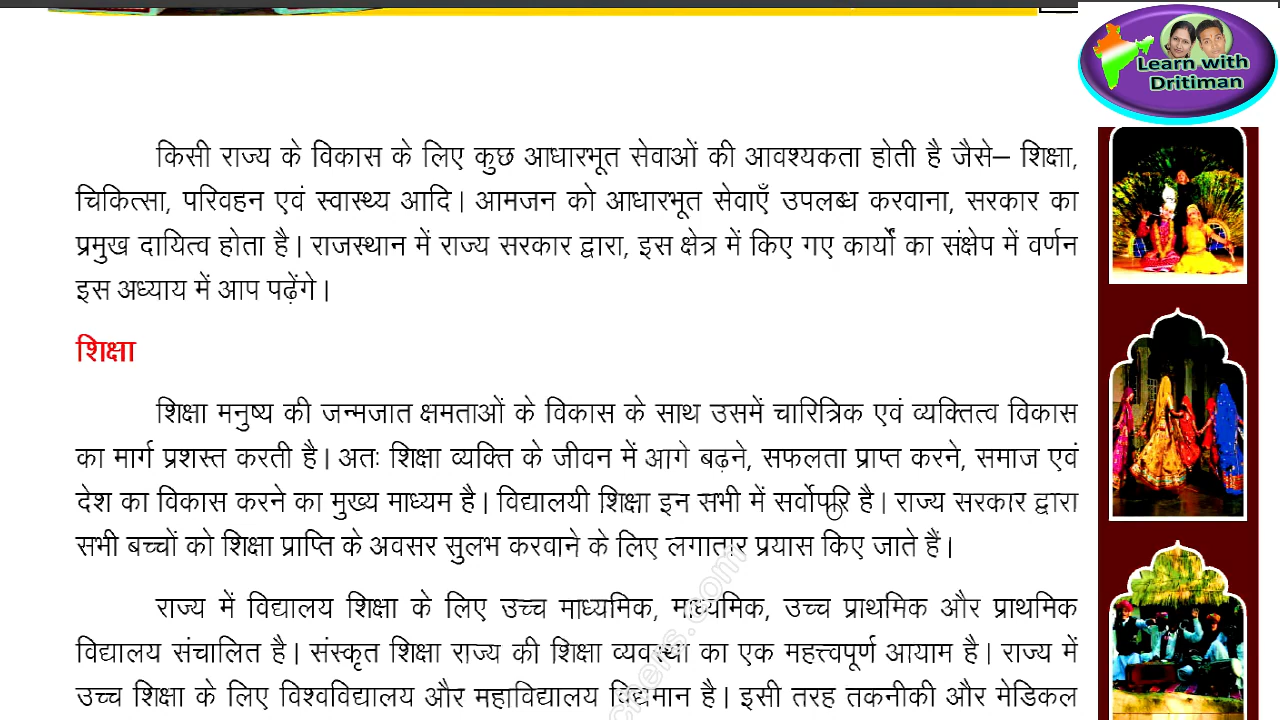 Learn with
Dritiman
किसी राज्य के विकास के लिए कुछ आधारभूत सेवाओं की आवश्यकता होती है जैसे– शिक्षा,
चिकित्सा, परिवहन एवं स्वास्थ्य आदि। आमजन को आधारभूत सेवाएँ उपलब्ध करवाना, सरकार का
प्रमुख दायित्व होता है। राजस्थान में राज्य सरकार द्वारा, इस क्षेत्र में किए गए कार्यों का संक्षेप में वर्णन
इस अध्याय में आप पढ़ेंगे।
शिक्षा
शिक्षा मनुष्य की जन्मजात क्षमताओं के विकास के साथ उसमें चारित्रिक एवं व्यक्तित्व विकास
का मार्ग प्रशस्त करती है। अतः शिक्षा व्यक्ति के जीवन में आगे बढ़ने, सफलता प्राप्त करने, समाज एवं
देश का विकास करने का मुख्य माध्यम है। विद्यालयी शिक्षा इन सभी में सर्वोपरि है। राज्य सरकार द्वारा
सभी बच्चों को शिक्षा प्राप्ति के अवसर सुलभ करवाने के लिए लगातार प्रयास किए जाते हैं।
राज्य में विद्यालय शिक्षा के लिए उच्च माध्यमिक, माध्यमिक, उच्च प्राथमिक और प्राथमिक
विद्यालय संचालित है। संस्कृत शिक्षा राज्य की शिक्षा व्यवस्था का एक महत्त्वपूर्ण आयाम है। राज्य में
उच्च शिक्षा के लिए विश्वविद्यालय और महाविद्यालय विद्यमान है। इसी तरह तकनीकी और मेडिकल